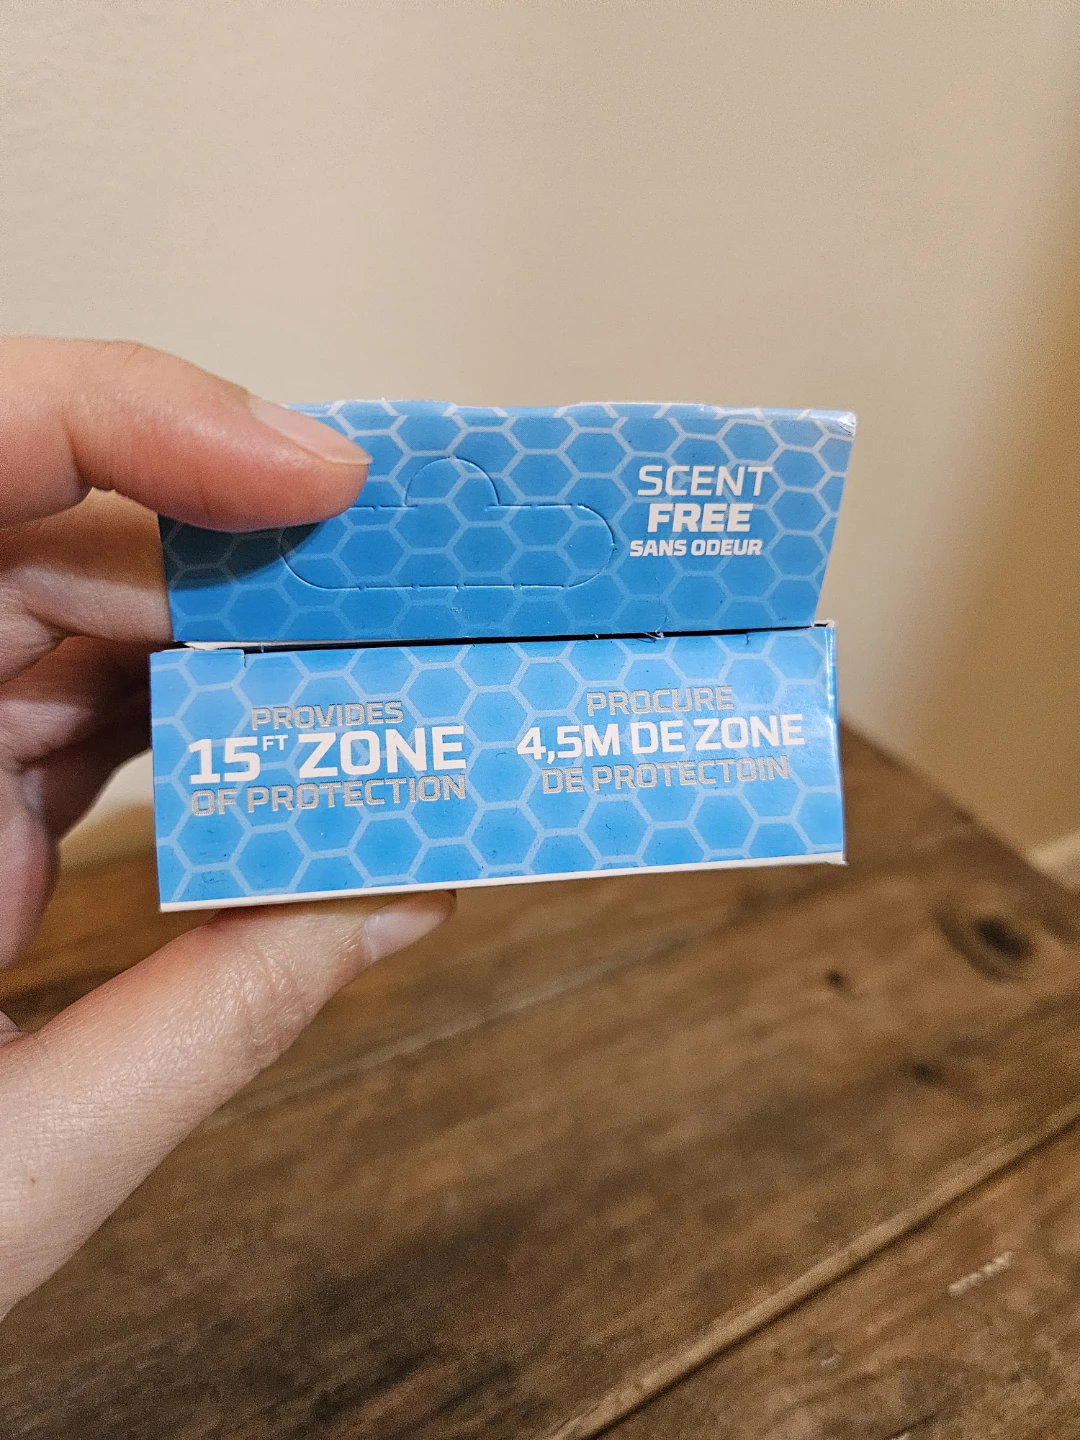 SCENT
FREE
SANS ODEUR
PROVIDES
15FT ZONE
OF PROTECTION
PROCURE
4,5M DE ZONE
DE PROTECTOIN